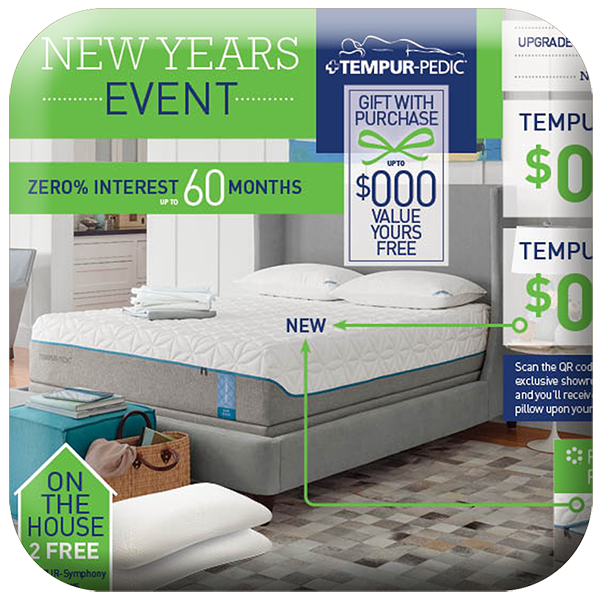 NEW YEARS
EVENT
TEMPUR-PEDIC
GIFT WITH
PURCHASE
UP TO
$000
VALUE
YOURS
FREE
ZERO% INTEREST UP TO 60 MONTHS
UPGRADE
N
TEMPU
$0
TEMPU
$0
NEW
Scan the QR cod
exclusive showr
and you'll receiv
pillow upon your
TEMPUR-PEDIC
ON
THE
HOUSE
2 FREE
UR-Symphony